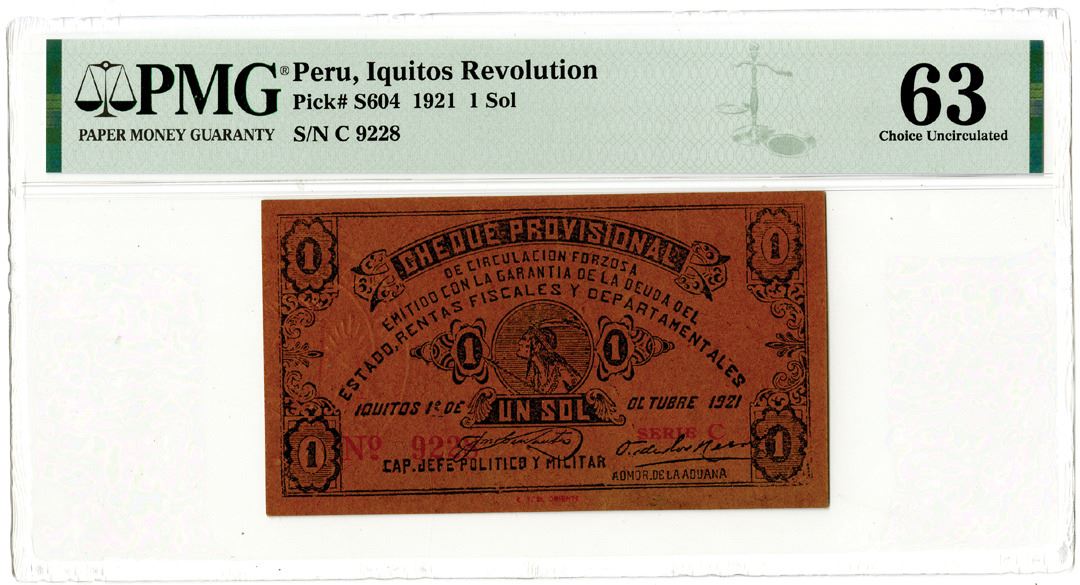 PMG® Peru, Iquitos Revolution
Pick# S604 1921 1 Sol
PAPER MONEY GUARANTY S/N C 9228
63
Choice Uncirculated
1 1
CHEQUE PROVISIONAL
DE CIRCULACION FORZOSA
EMITIDO CON LA GARANTIA DE LA DEUDA DEL
ESTADO, RENTAS FISCALES Y DEPARTAMENTALES
1 1
IQUITOS 1º DE UN SOL OCTUBRE 1921
SERIE C
1 Nº 9228 1
CAP. JEFE POLITICO Y MILITAR
ADMOR. DE LA ADUANA
ORIENTE